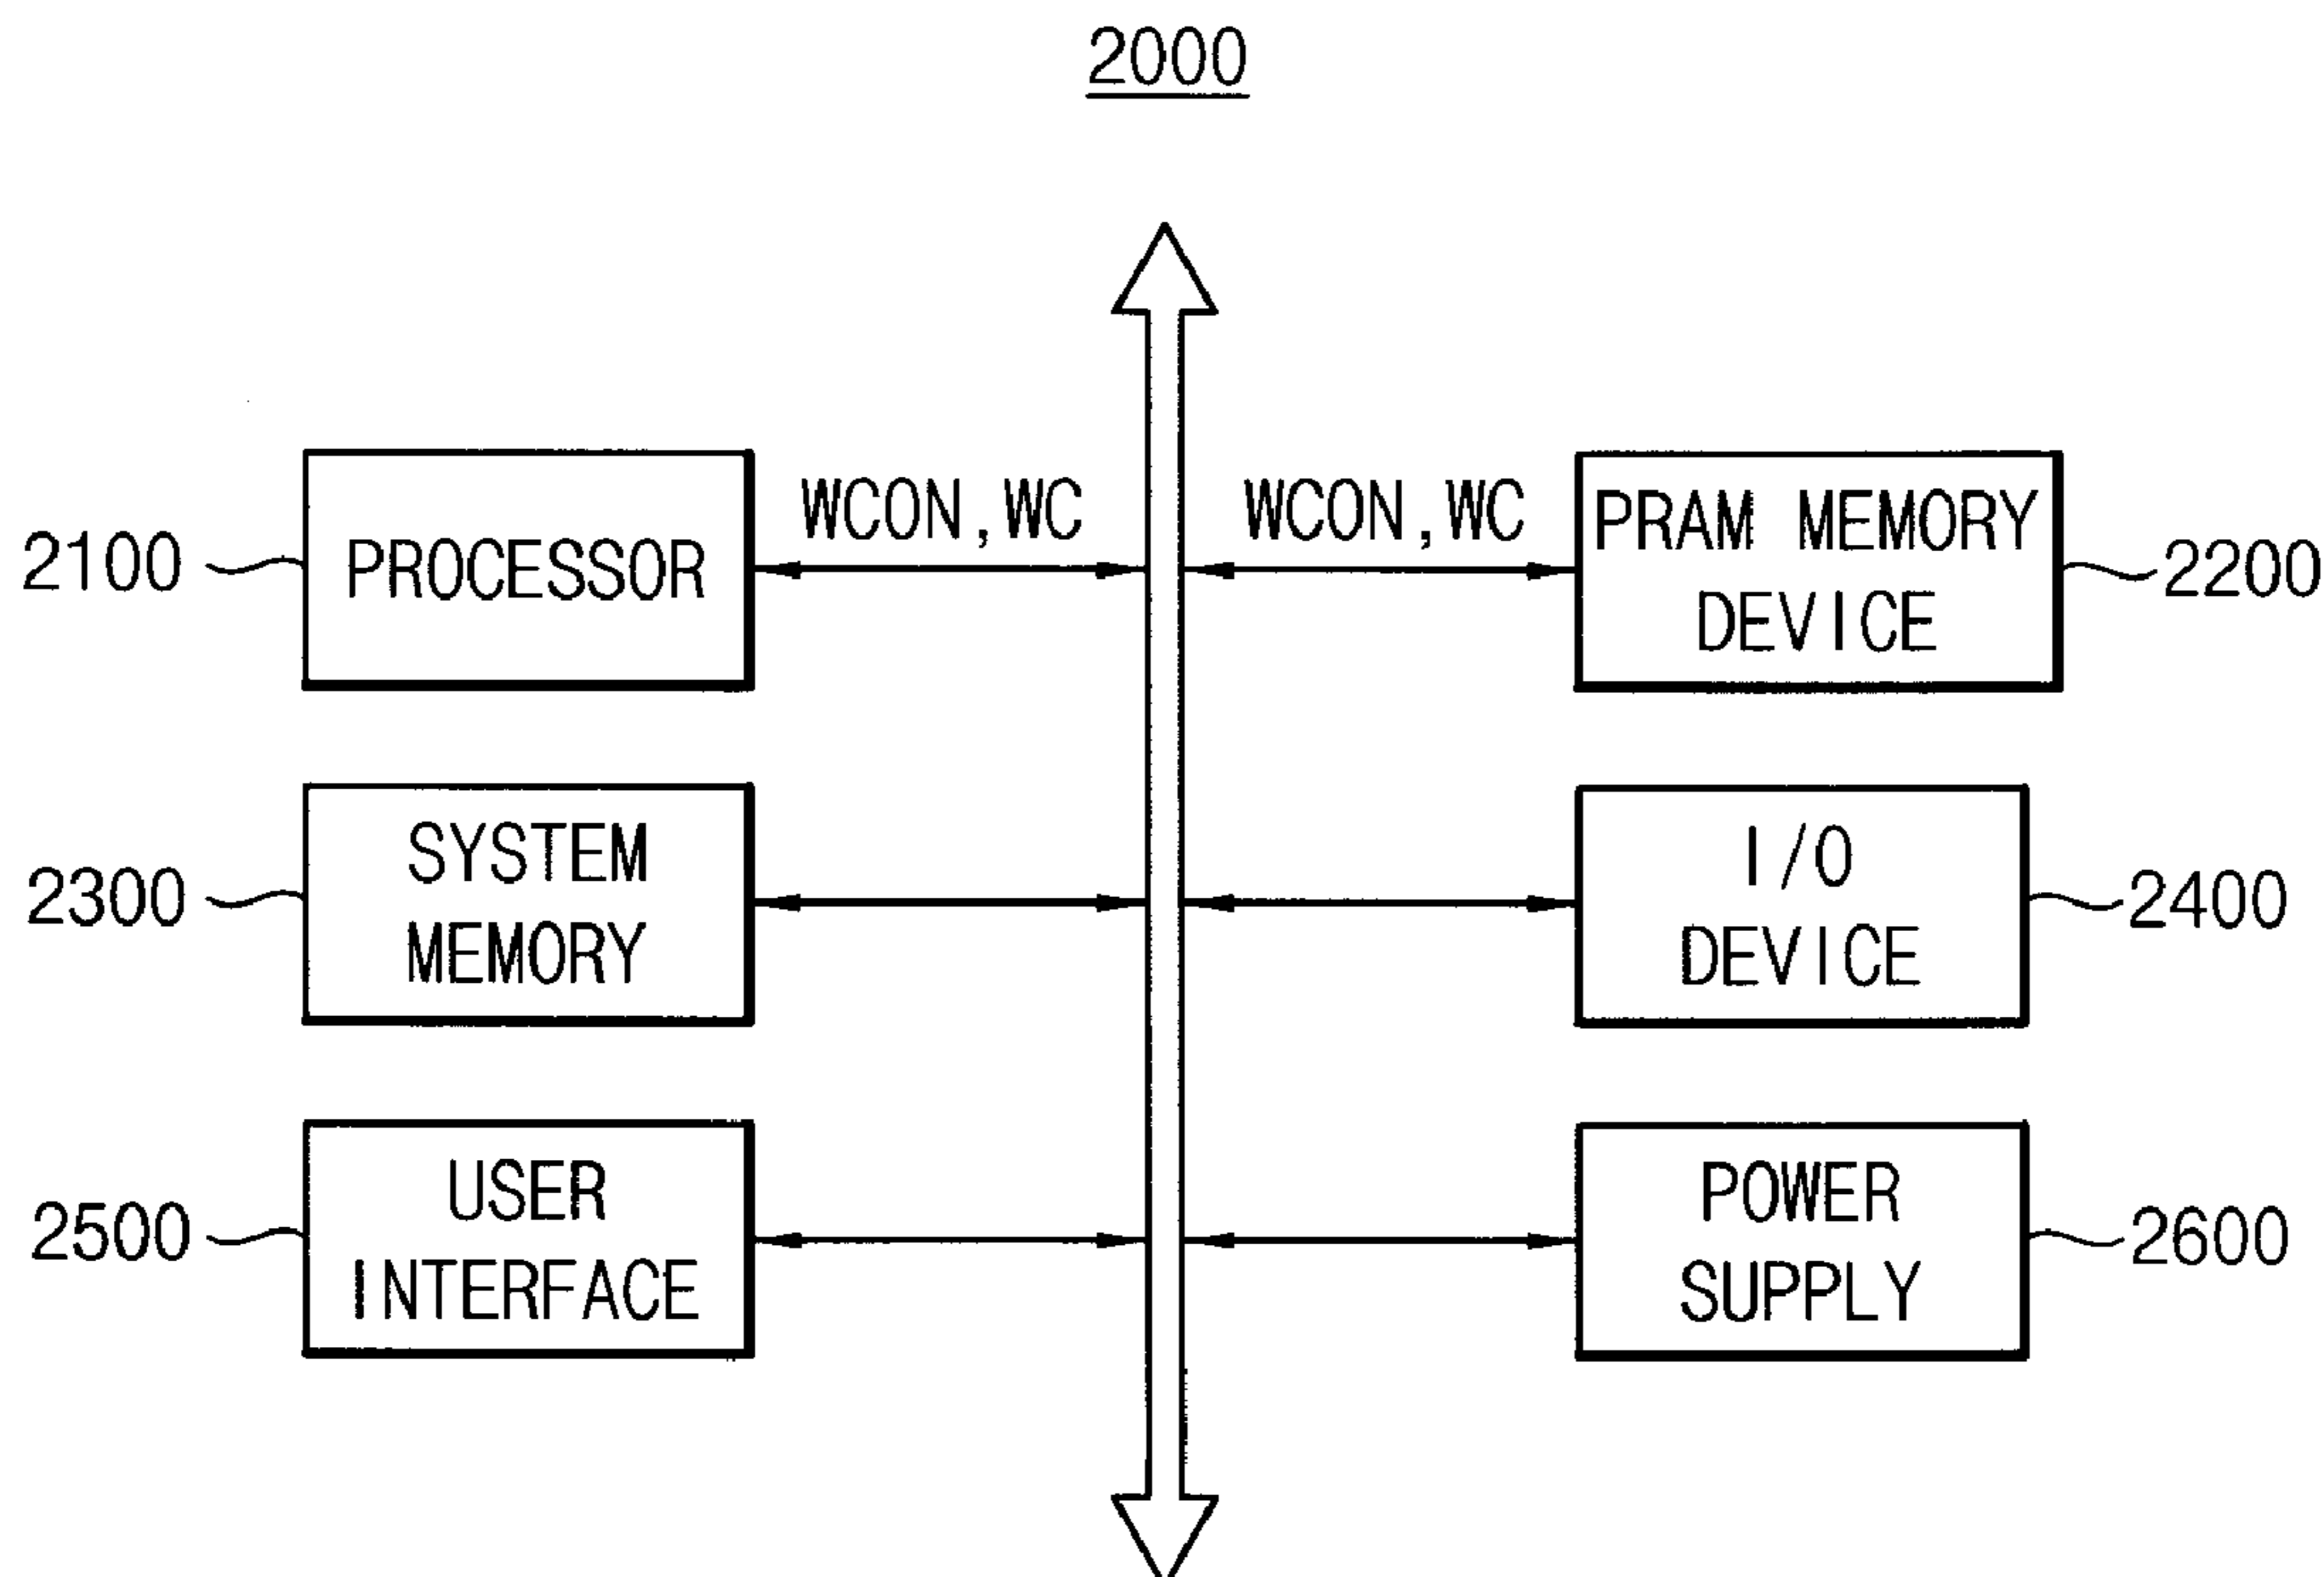 2000
2100
PROCESSOR
WCON,WC
WCON,WC
PRAM MEMORY
DEVICE
2200
2300
SYSTEM
MEMORY
I/O
DEVICE
2400
2500
USER
INTERFACE
POWER
SUPPLY
2600